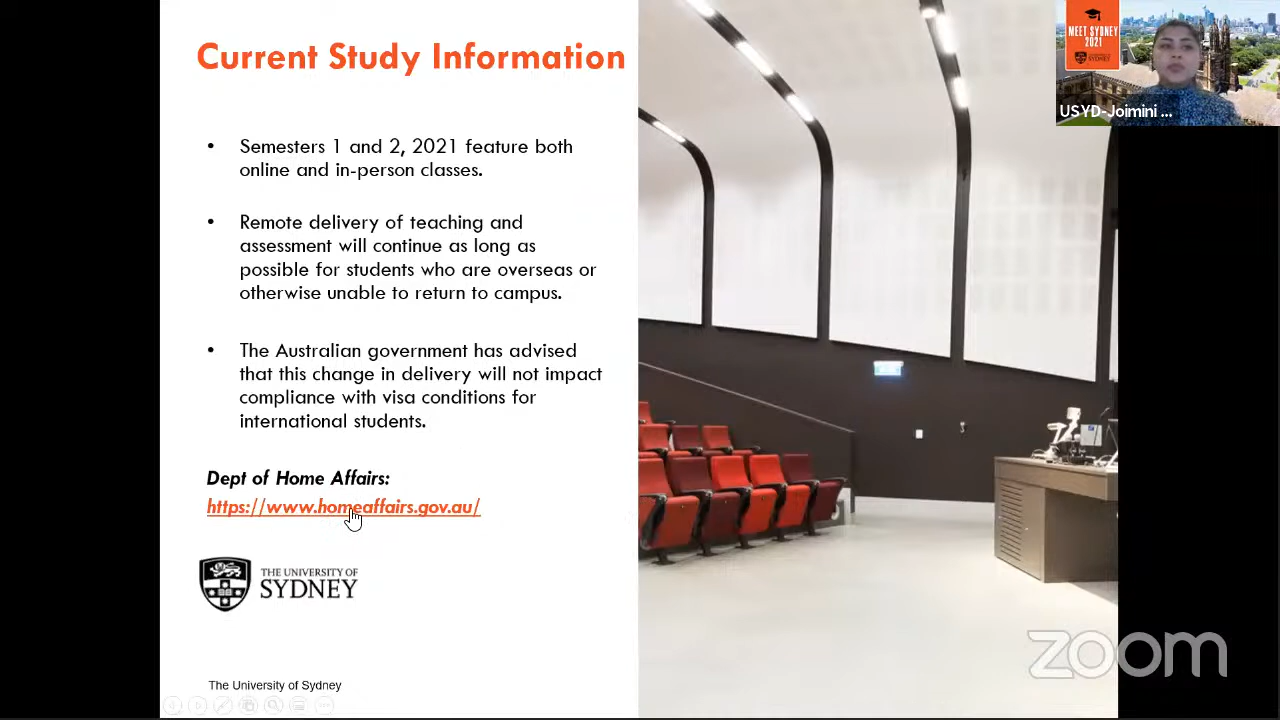 Current Study Information
• Semesters 1 and 2, 2021 feature both
online and in-person classes.
• Remote delivery of teaching and
assessment will continue as long as
possible for students who are overseas or
otherwise unable to return to campus.
• The Australian government has advised
that this change in delivery will not impact
compliance with visa conditions for
international students.
Dept of Home Affairs:
https://www.homeaffairs.gov.au/
THE UNIVERSITY OF
SYDNEY
The University of Sydney
MEET SYDNEY
2021
SYDNEY
USYD-Joimini ...
zoom